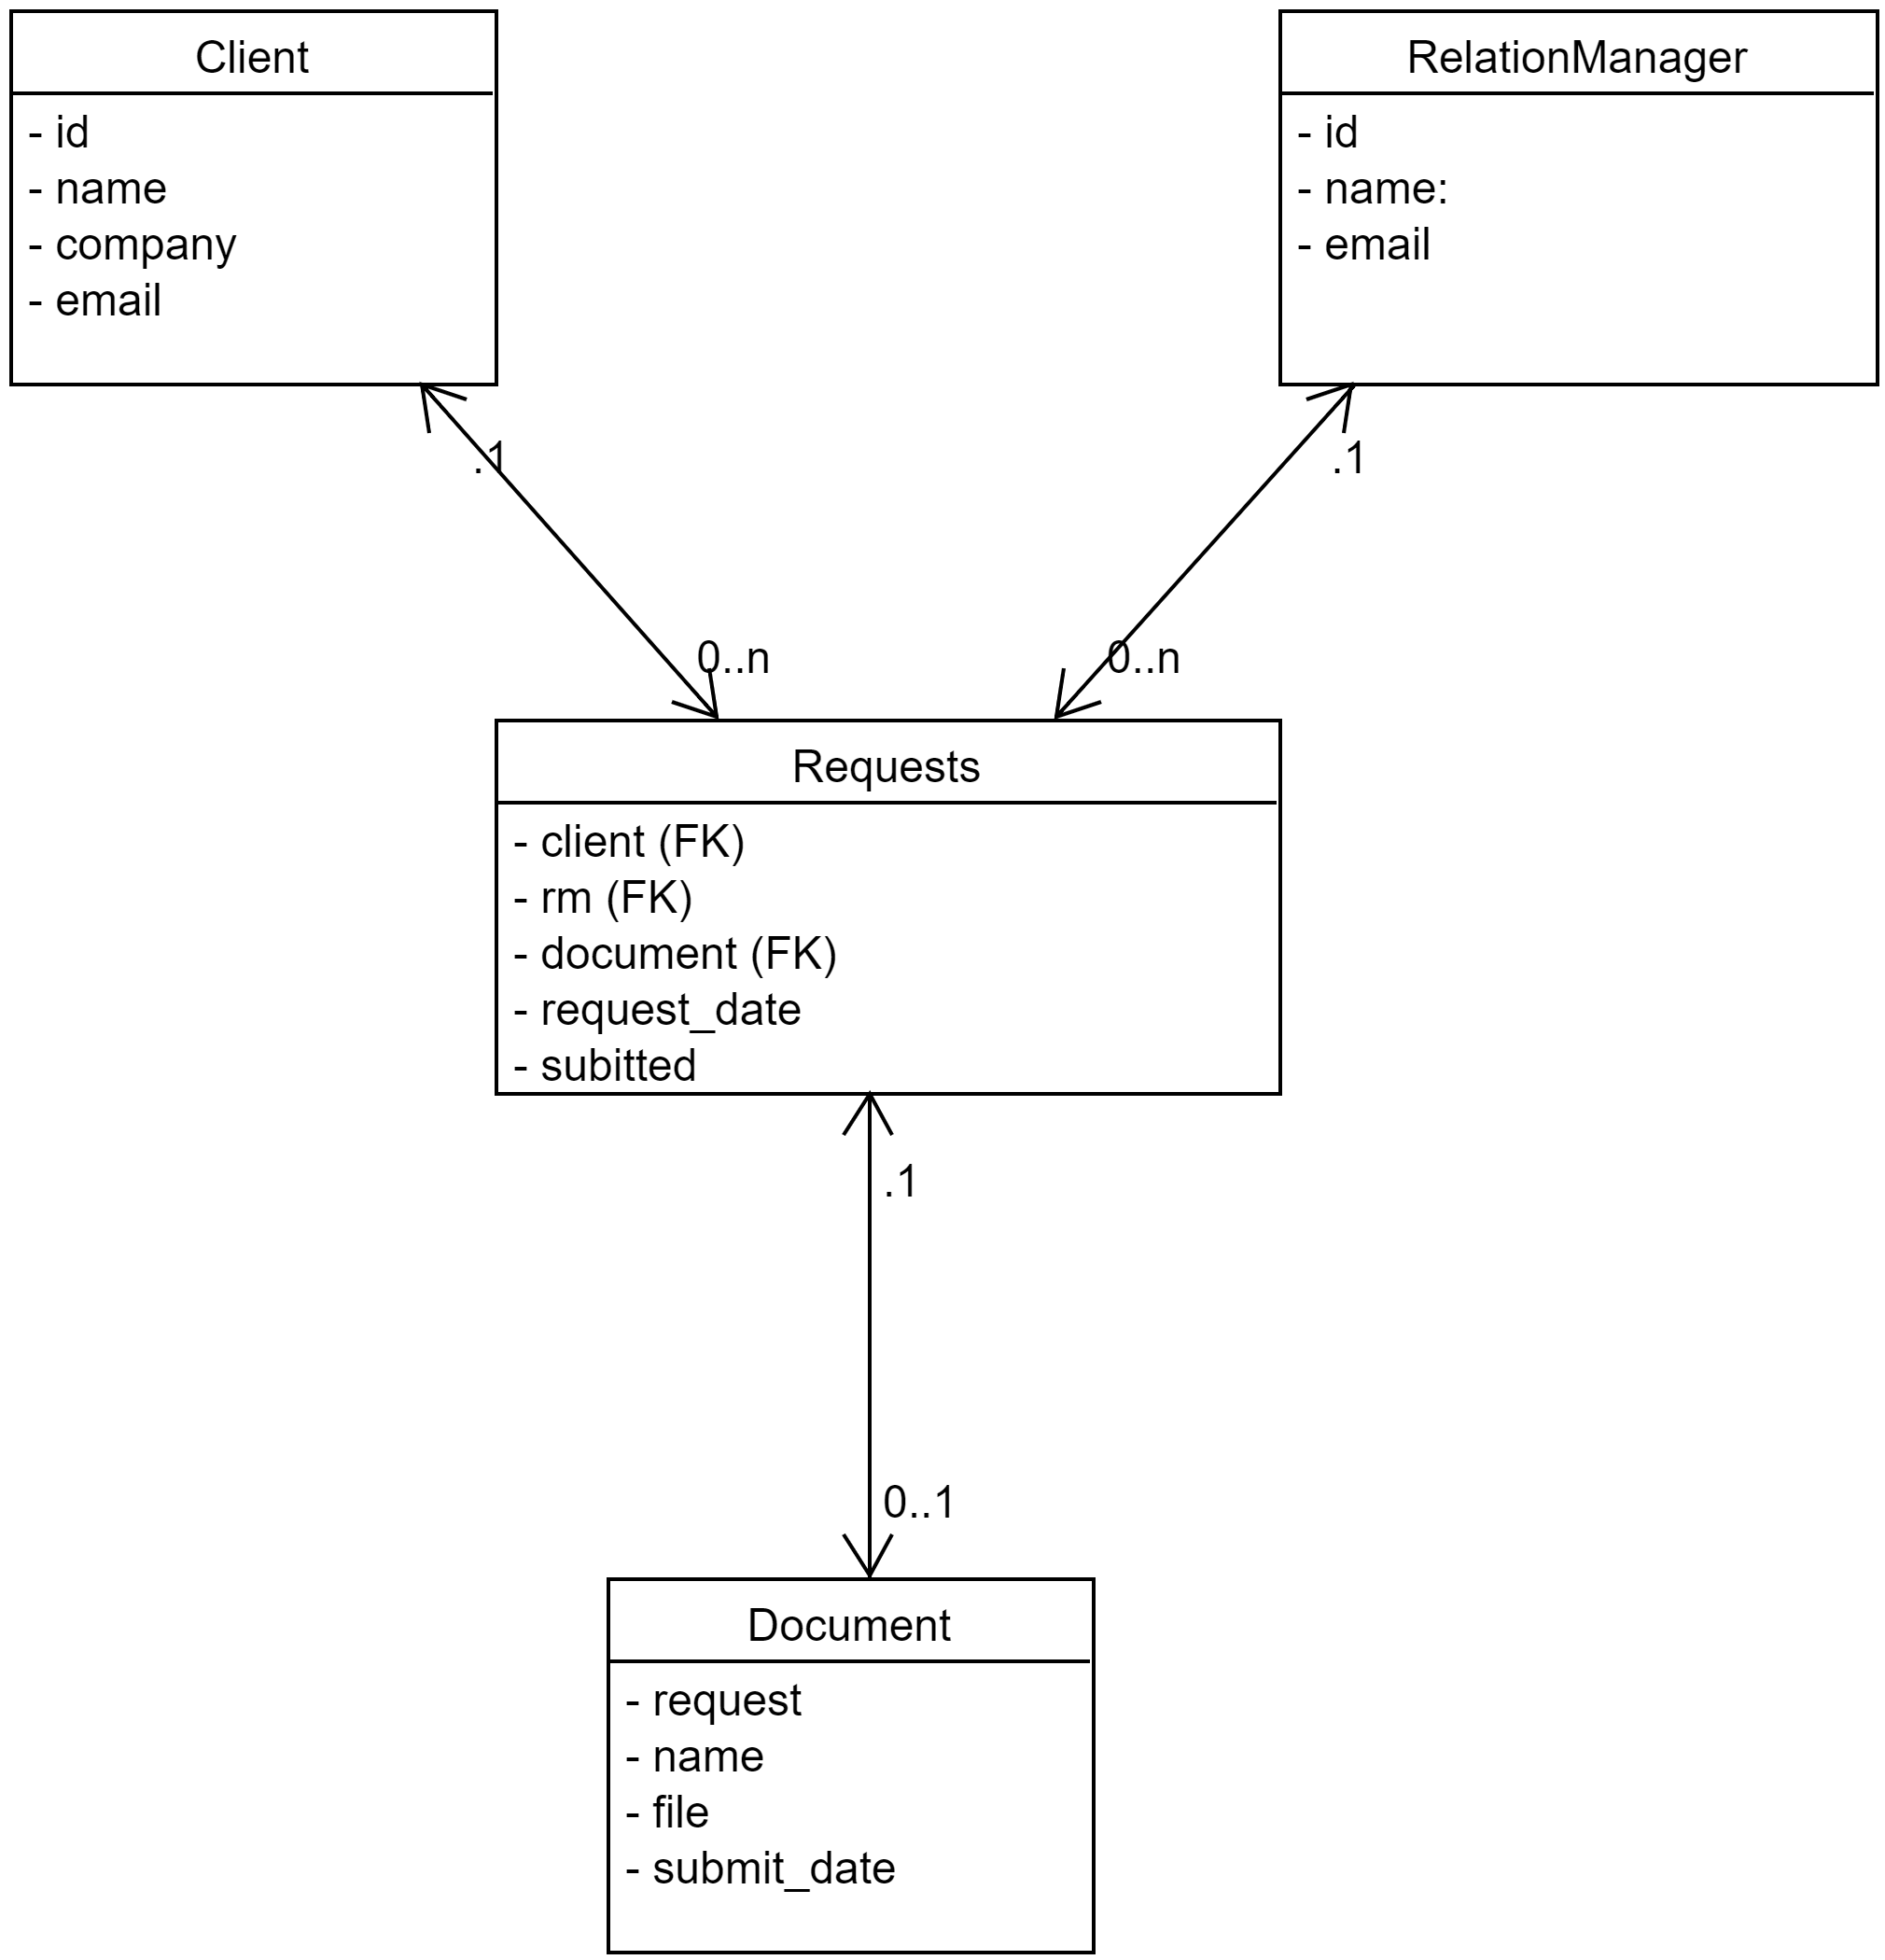 Client
- id
- name
- company
- email
RelationManager
- id
- name:
- email
.1
.1
0..n
0..n
Requests
- client (FK)
- rm (FK)
- document (FK)
- request_date
- subitted
.1
0..1
Document
- request
- name
- file
- submit_date